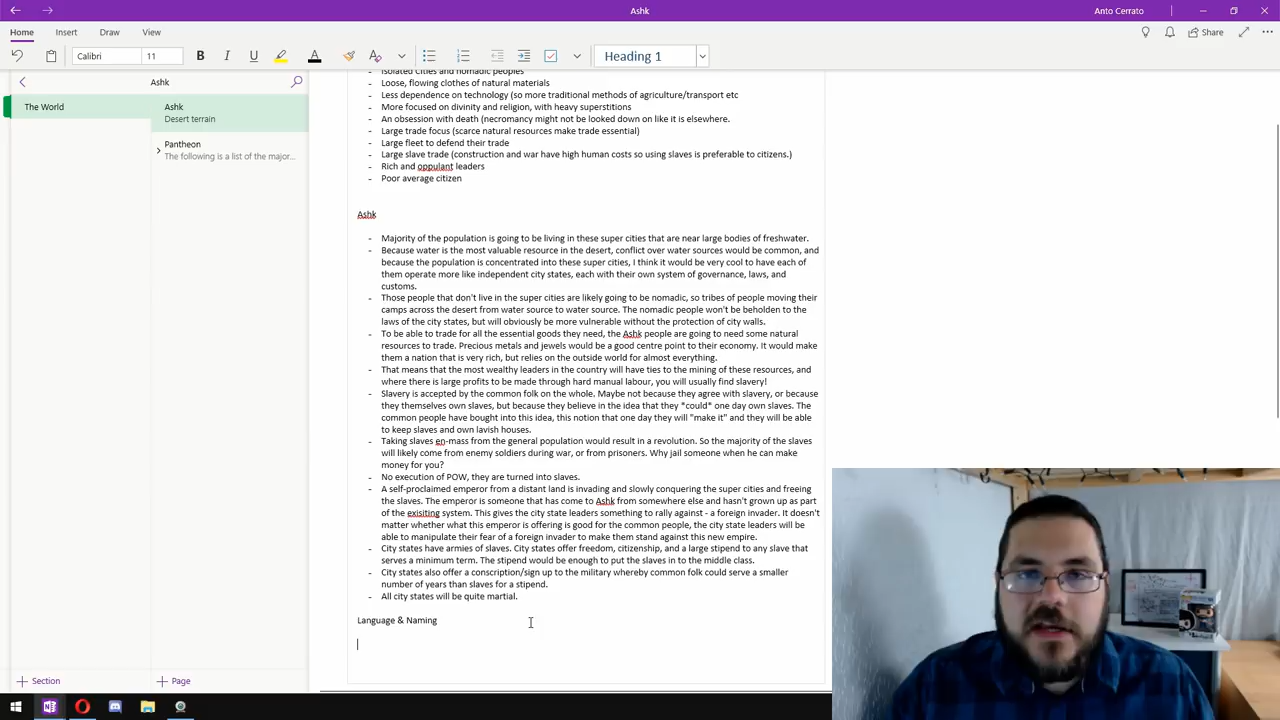 Ashk
Anto Cerrato
Home
Insert
Draw
View
Share
Calibri
11
B
I
U
A
Heading 1
Ashk
The World
Ashk
Desert terrain
Pantheon
The following is a list of the major...
- Isolated Cities and nomadic peoples
- Loose, flowing clothes of natural materials
- Less dependence on technology (so more traditional methods of agriculture/transport etc
- More focused on divinity and religion, with heavy superstitions
- An obsession with death (necromancy might not be looked down on like it is elsewhere.
- Large trade focus (scarce natural resources make trade essential)
- Large fleet to defend their trade
- Large slave trade (construction and war have high human costs so using slaves is preferable to citizens.)
- Rich and oppulant leaders
- Poor average citizen
Ashk
- Majority of the population is going to be living in these super cities that are near large bodies of freshwater.
- Because water is the most valuable resource in the desert, conflict over water sources would be common, and
because the population is concentrated into these super cities, I think it would be very cool to have each of
them operate more like independent city states, each with their own system of governance, laws, and
customs.
- Those people that don't live in the super cities are likely going to be nomadic, so tribes of people moving their
camps across the desert from water source to water source. The nomadic people won't be beholden to the
laws of the city states, but will obviously be more vulnerable without the protection of city walls.
- To be able to trade for all the essential goods they need, the Ashk people are going to need some natural
resources to trade. Precious metals and jewels would be a good centre point to their economy. It would make
them a nation that is very rich, but relies on the outside world for almost everything.
- That means that the most wealthy leaders in the country will have ties to the mining of these resources, and
where there is large profits to be made through hard manual labour, you will usually find slavery!
- Slavery is accepted by the common folk on the whole. Maybe not because they agree with slavery, or because
they themselves own slaves, but because they believe in the idea that they *could* one day own slaves. The
common people have bought into this idea, this notion that one day they will "make it" and they will be able
to keep slaves and own lavish houses.
- Taking slaves en-mass from the general population would result in a revolution. So the majority of the slaves
will likely come from enemy soldiers during war, or from prisoners. Why jail someone when he can make
money for you?
- No execution of POW, they are turned into slaves.
- A self-proclaimed emperor from a distant land is invading and slowly conquering the super cities and freeing
the slaves. The emperor is someone that has come to Ashk from somewhere else and hasn't grown up as part
of the exisiting system. This gives the city state leaders something to rally against - a foreign invader. It doesn't
matter whether what this emperor is offering is good for the common people, the city state leaders will be
able to manipulate their fear of a foreign invader to make them stand against this new empire.
- City states have armies of slaves. City states offer freedom, citizenship, and a large stipend to any slave that
serves a minimum term. The stipend would be enough to put the slaves in to the middle class.
- City states also offer a conscription/sign up to the military whereby common folk could serve a smaller
number of years than slaves for a stipend.
- All city states will be quite martial.
Language & Naming
Section
Page